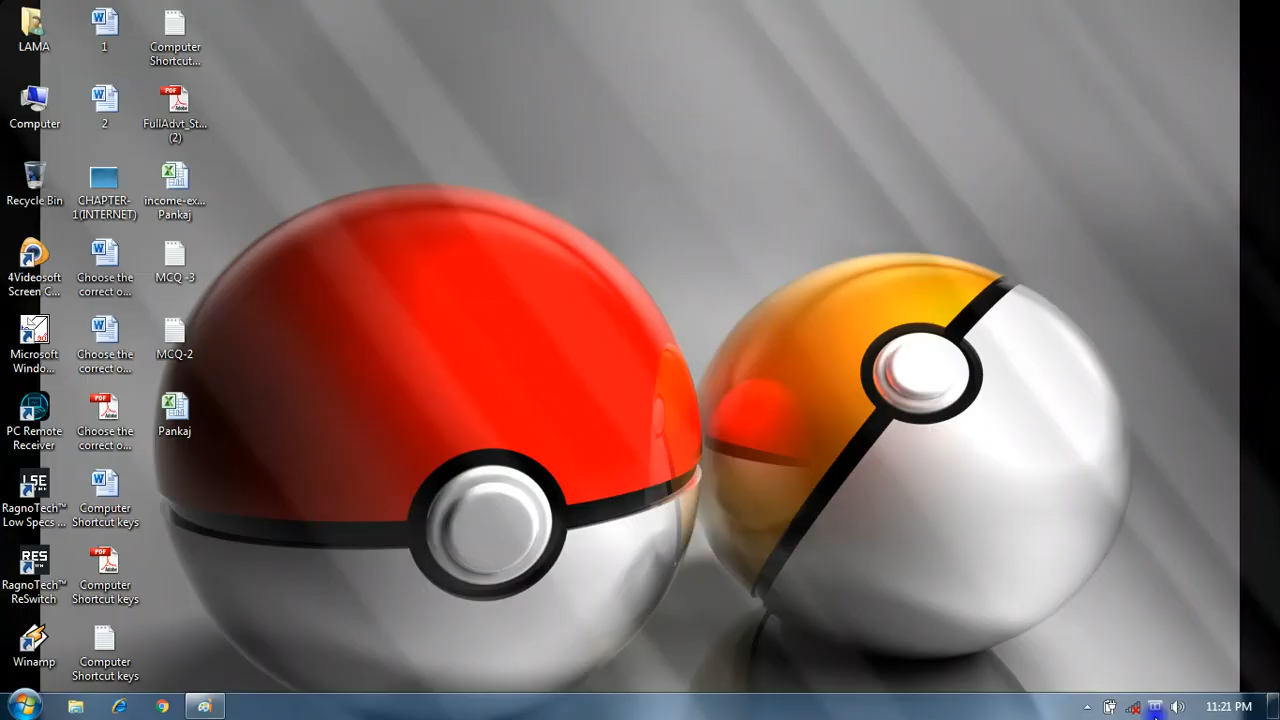 LAMA
1
Computer
Shortcut...
Computer
2
PDF
Adobe
FullAdvt_St...
(2)
Recycle Bin
CHAPTER-
1(INTERNET)
income-ex...
Pankaj
4Videosoft
Screen C...
Choose the
correct o...
MCQ -3
Microsoft
Windo...
Choose the
correct o...
MCQ-2
PC Remote
Receiver
PDF
Adobe
Choose the
correct o...
Pankaj
LSE
RagnoTech™
Low Specs ...
Computer
Shortcut keys
RES
RagnoTech™
ReSwitch
PDF
Adobe
Computer
Shortcut keys
Winamp
Computer
Shortcut keys
11:21 PM